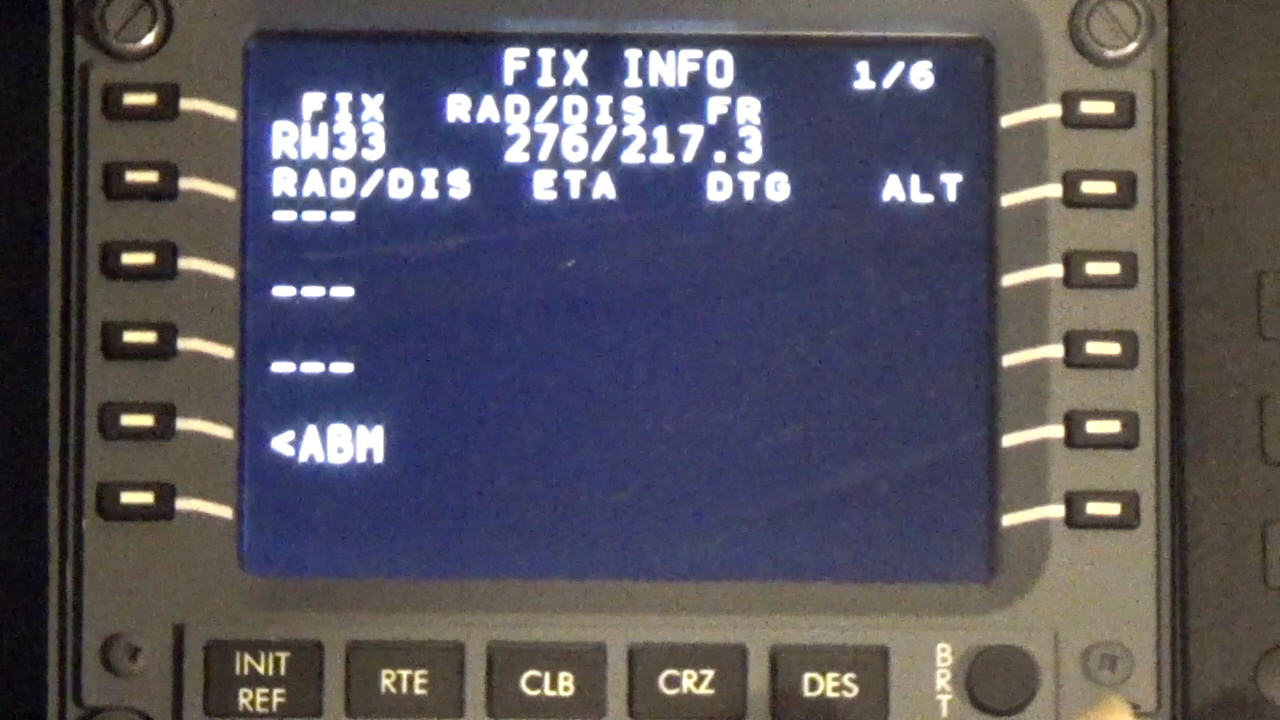 FIX INFO 1/6
FIX RAD/DIS FR
RW33 276/217.3
RAD/DIS ETA DTG ALT
---
---
---
<ABM
INIT REF RTE CLB CRZ DES BRT